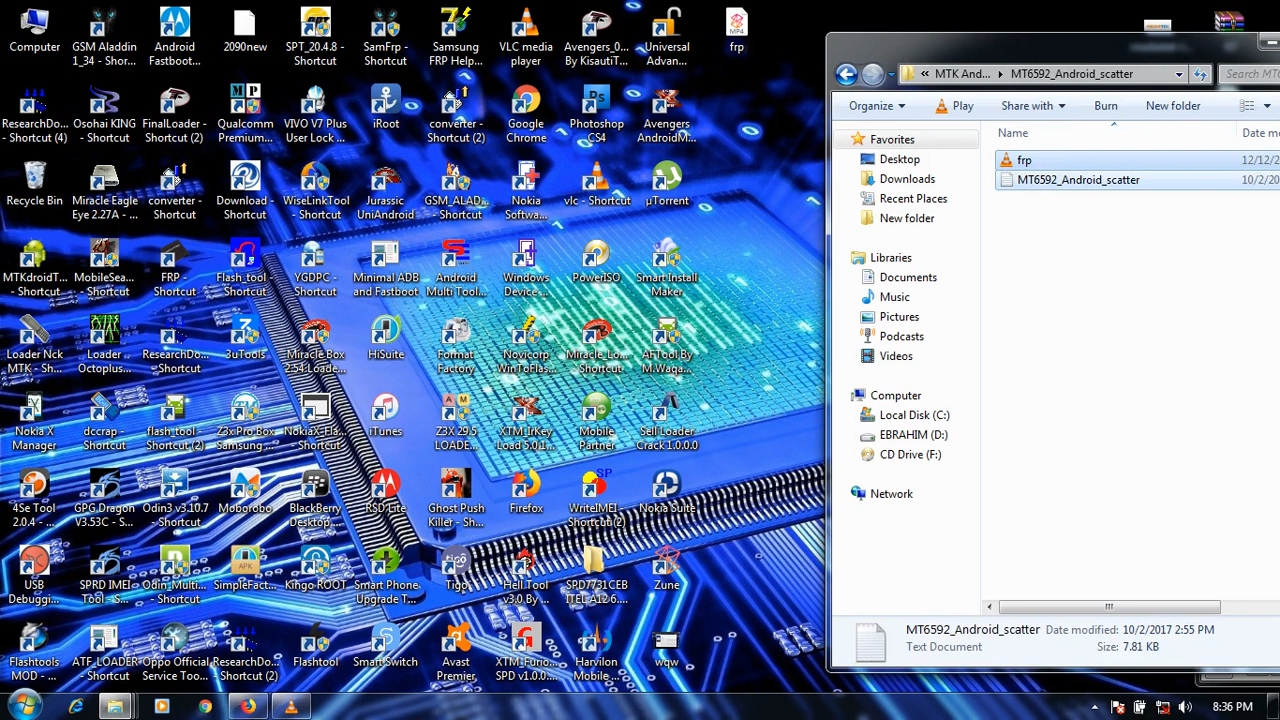 Computer
GSM Aladdin
1_34 - Shor...
Android
Fastboot...
2090new
SPT_20.4.8 -
Shortcut
SamFrp -
Shortcut
Samsung
FRP Help...
VLC media
player
Avengers_0...
By KisautiT...
Universal
Advan...
MP4
frp
ResearchDo...
Shortcut (4)
Osohai KING
- Shortcut
FinalLoader -
Shortcut (2)
Qualcomm
Premium...
VIVO V7 Plus
User Lock ...
iRoot
converter -
Shortcut (2)
Google
Chrome
Photoshop
CS4
Avengers
AndroidM...
Recycle Bin
Miracle Eagle
Eye 2.27A - ...
converter -
Shortcut
Download -
Shortcut
WiseLinkTool
- Shortcut
Jurassic
UniAndroid
GSM_ALAD...
- Shortcut
Nokia
Softwa...
vlc - Shortcut
µTorrent
MTKdroidT...
- Shortcut
MobileSea...
- Shortcut
FRP -
Shortcut
Flash_tool -
Shortcut
YGDPC -
Shortcut
Minimal ADB
and Fastboot
Android
Multi Tool...
Windows
Device ...
PowerISO
Smart Install
Maker
Loader Nck
MTK - Sh...
Loader
Octoplus...
ResearchDo...
- Shortcut
3uTools
Miracle Box
2.54 Loade...
HiSuite
Format
Factory
Novicorp
WinToFlas...
Miracle_Lo...
- Shortcut
AFTool By
M.Waqa...
Nokia X
Manager
dccrap -
Shortcut
flash_tool -
Shortcut (2)
Z3x Pro Box
Samsung ...
NokiaX_Fla...
Shortcut
iTunes
Z3X 29.5
LOADE...
XTM_IrKey
Load 5.0.1...
Mobile
Partner
Sell Loader
Crack 1.0.0.0
4Se Tool
2.0.4 - ...
GPG Dragon
V3.53C - S...
Odin3 v3.10.7
- Shortcut
Moborobo
BlackBerry
Desktop...
RSD Lite
Ghost Push
Killer - Sh...
Firefox
SP
WriteIMEI -
Shortcut (2)
Nokia Suite
USB
Debuggi...
SPRD IMEI
Tool - S...
Odin_Multi...
- Shortcut
SimpleFact...
Kingo ROOT
Smart Phone
Upgrade T...
Tigo
Hell Tool
v3.0 By ...
SPD7731CEB
ITEL A12 6...
Zune
Flashtools
MOD - ...
ATF_LOADER
- Shortcut
Oppo Official
Service Too...
ResearchDo...
- Shortcut (2)
Flashtool
Smart Switch
Avast
Premier
XTM-Furio...
SPD v1.0.0...
Harvilon
Mobile ...
wqw
« MTK And... MT6592_Android_scatter
Search MT6
Organize Play Share with Burn New folder
Name Date mo
Favorites
Desktop
Downloads
Recent Places
New folder
Libraries
Documents
Music
Pictures
Podcasts
Videos
Computer
Local Disk (C:)
EBRAHIM (D:)
CD Drive (F:)
Network
frp 12/12/2
MT6592_Android_scatter 10/2/20
MT6592_Android_scatter Date modified: 10/2/2017 2:55 PM
Text Document Size: 7.81 KB
8:36 PM